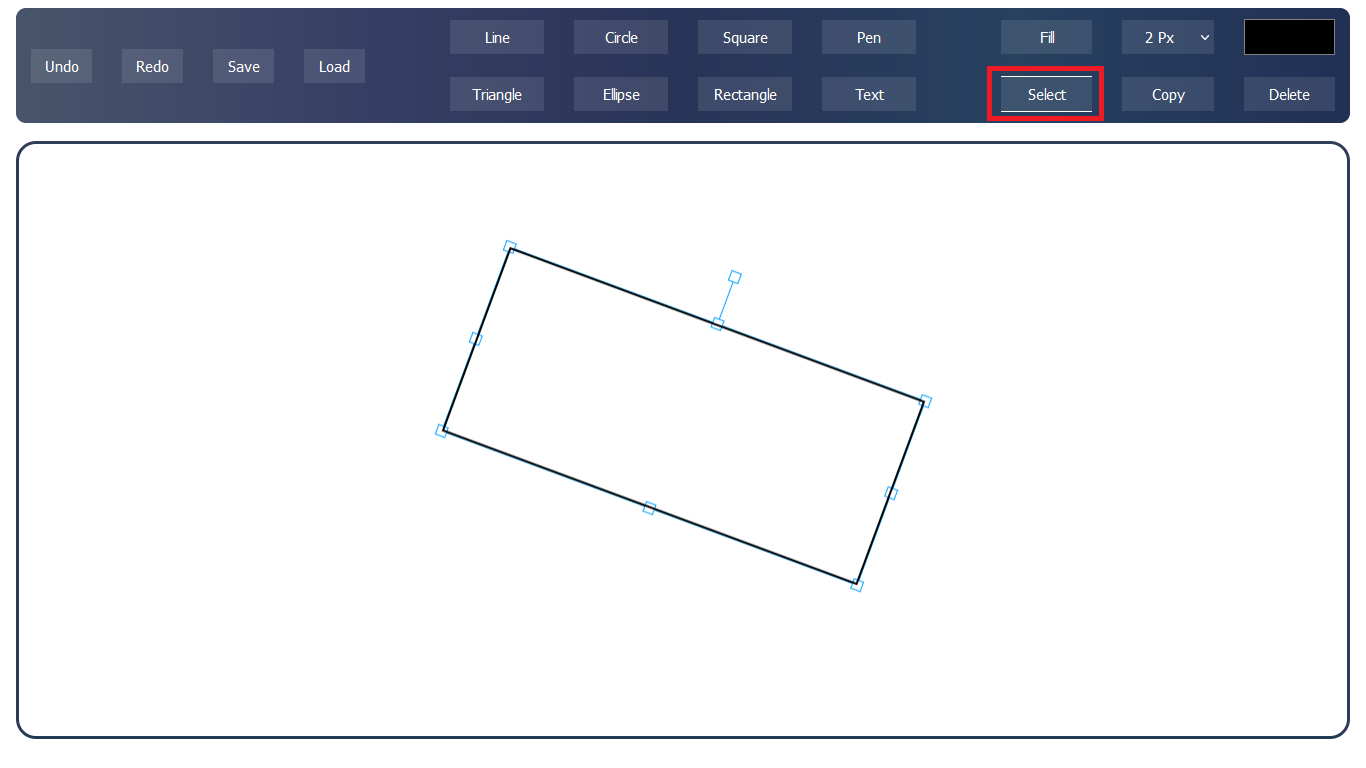 Undo Redo Save Load
Line Circle Square Pen Fill 2 Px
Triangle Ellipse Rectangle Text Select Copy Delete